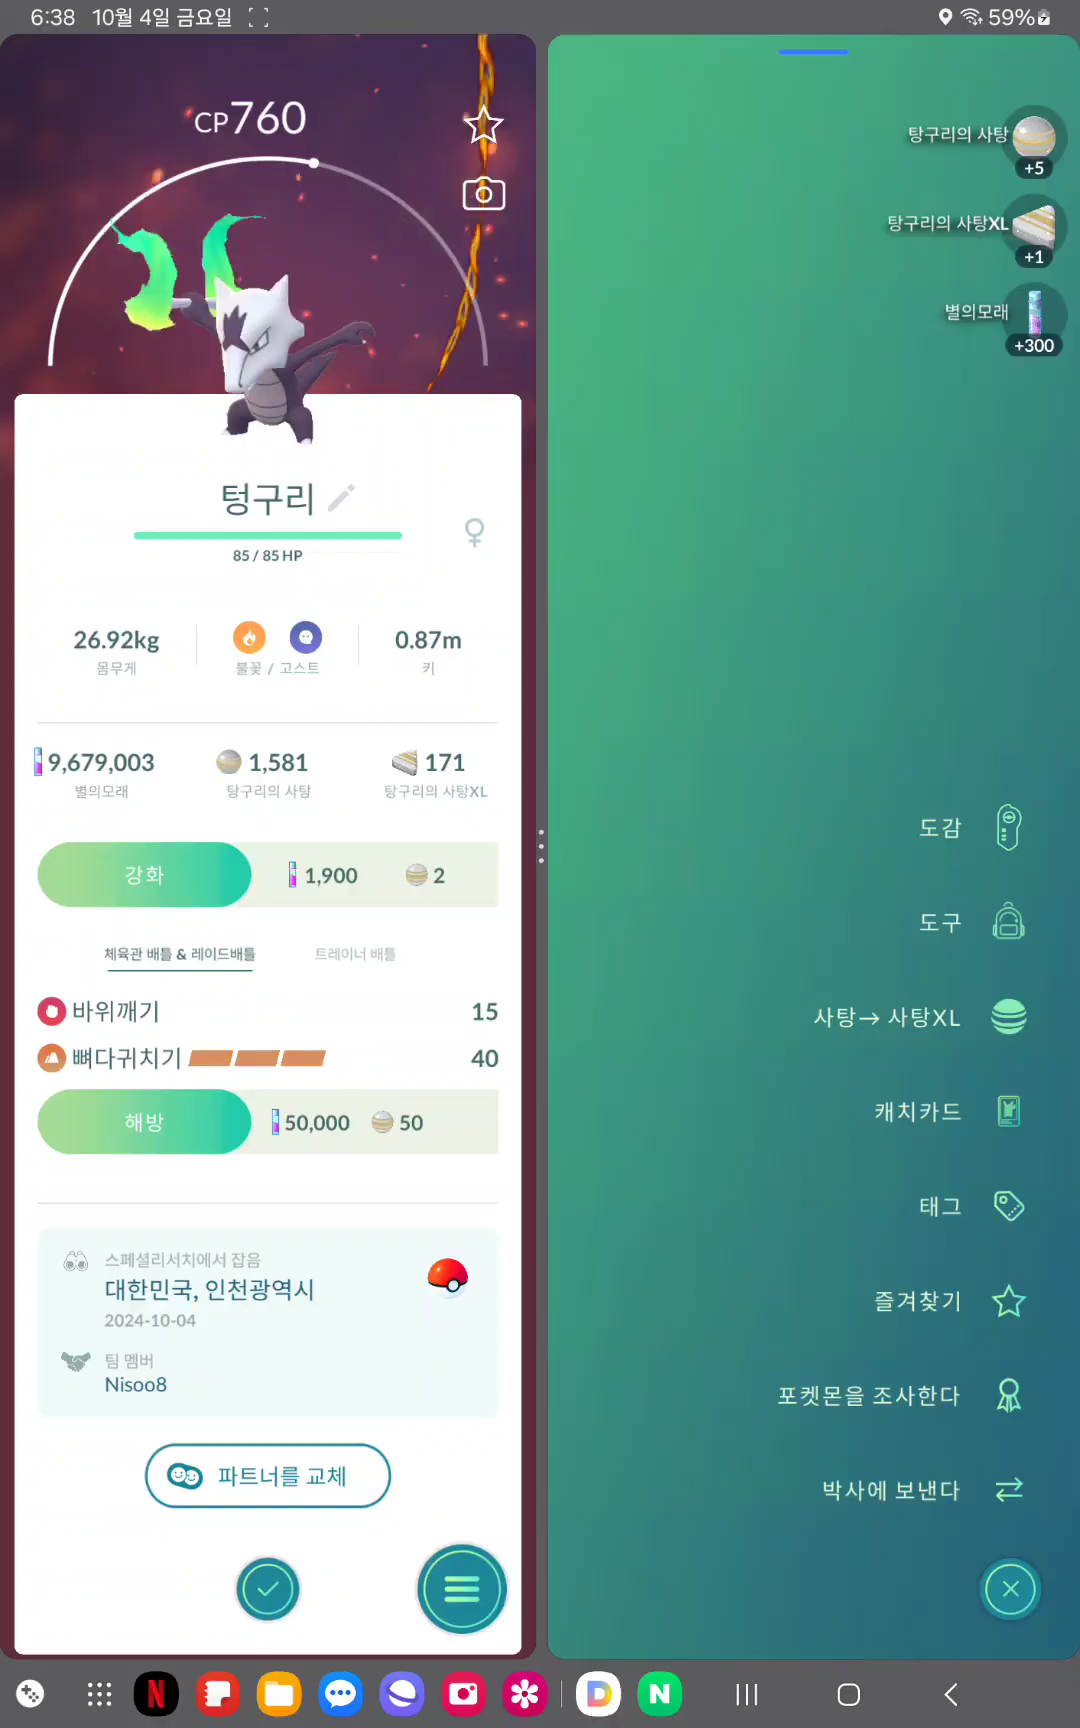 6:38 10월 4일 금요일
59%
CP760
텅구리
85 / 85 HP
26.92kg
몸무게
불꽃 / 고스트
0.87m
키
9,679,003
별의모래
1,581
탕구리의 사탕
171
탕구리의 사탕XL
강화 1,900 2
체육관 배틀 & 레이드배틀 트레이너 배틀
바위깨기 15
뼈다귀치기 40
해방 50,000 50
스페셜리서치에서 잡음
대한민국, 인천광역시
2024-10-04
팀 멤버
Nisoo8
파트너를 교체
탕구리의 사탕
+5
탕구리의 사탕XL
+1
별의모래
+300
도감
도구
사탕→ 사탕XL
캐치카드
태그
즐겨찾기
포켓몬을 조사한다
박사에 보낸다
N
D
N